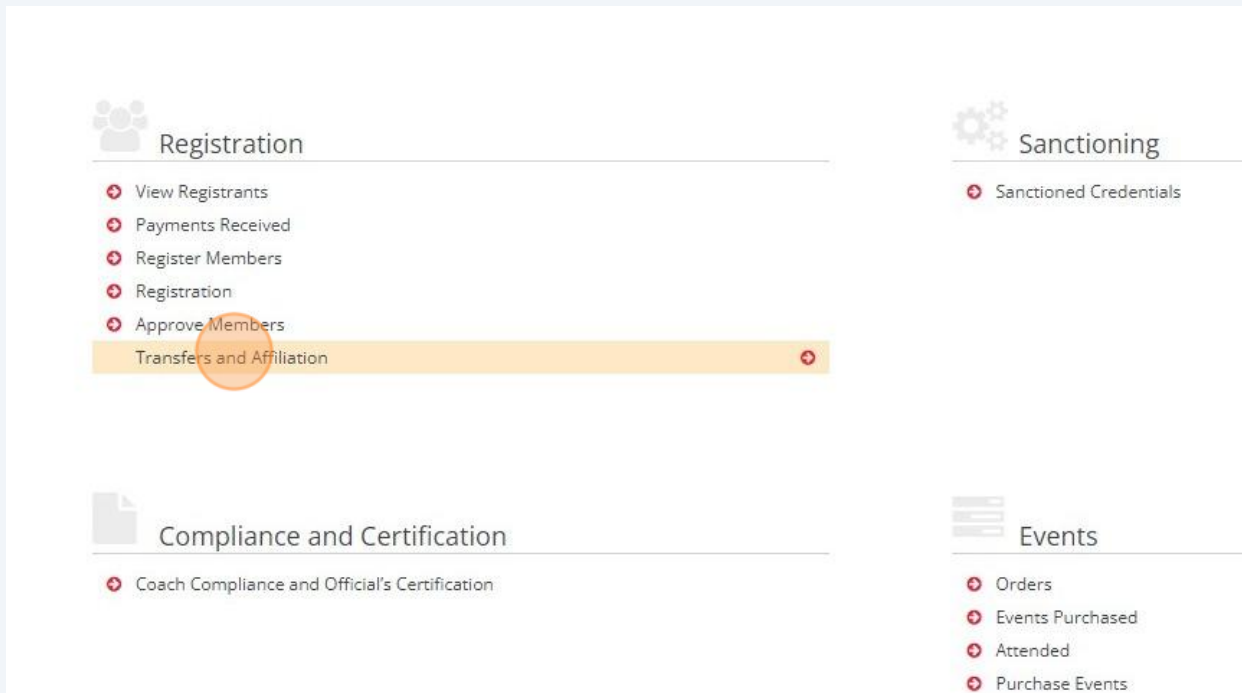 Registration
View Registrants
Payments Received
Register Members
Registration
Approve Members
Transfers and Affiliation
Sanctioning
Sanctioned Credentials
Compliance and Certification
Coach Compliance and Official's Certification
Events
Orders
Events Purchased
Attended
Purchase Events